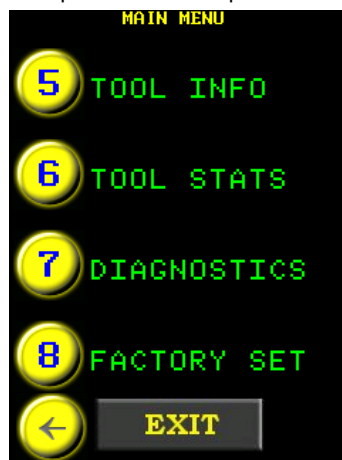 MAIN MENU
5 TOOL INFO
6 TOOL STATS
7 DIAGNOSTICS
8 FACTORY SET
← EXIT